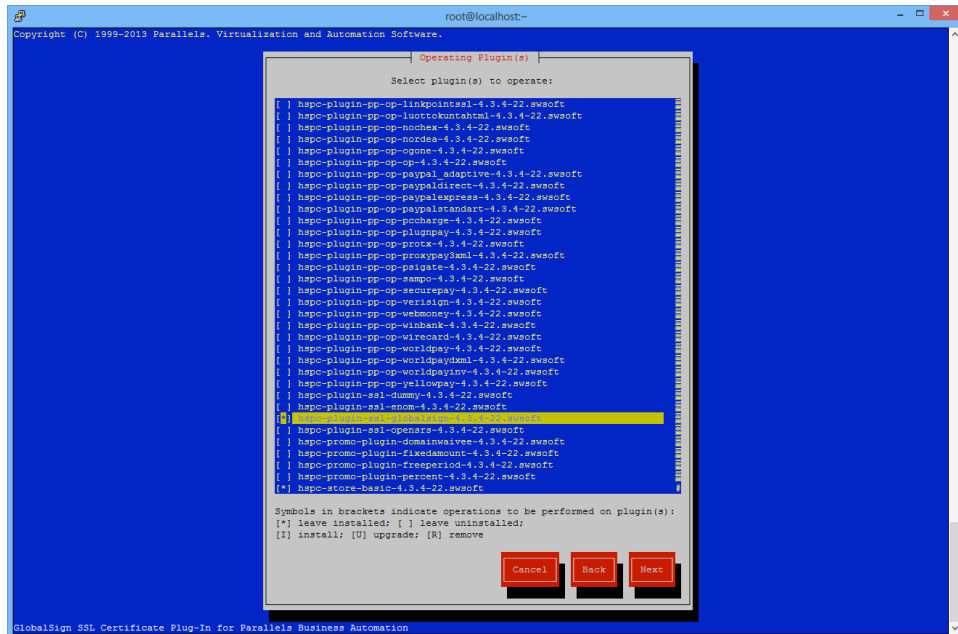 root@localhost:~
Copyright (C) 1999-2013 Parallels. Virtualization and Automation Software.
Operating Plugin(s)
Select plugin(s) to operate:
[ ] hspc-plugin-pp-op-linkpointssl-4.3.4-22.swsoft
[ ] hspc-plugin-pp-op-luottokuntahtml-4.3.4-22.swsoft
[ ] hspc-plugin-pp-op-nochex-4.3.4-22.swsoft
[ ] hspc-plugin-pp-op-nordea-4.3.4-22.swsoft
[ ] hspc-plugin-pp-op-ogone-4.3.4-22.swsoft
[ ] hspc-plugin-pp-op-op-4.3.4-22.swsoft
[ ] hspc-plugin-pp-op-paypal_adaptive-4.3.4-22.swsoft
[ ] hspc-plugin-pp-op-paypaldirect-4.3.4-22.swsoft
[ ] hspc-plugin-pp-op-paypalexpress-4.3.4-22.swsoft
[ ] hspc-plugin-pp-op-paypalstandart-4.3.4-22.swsoft
[ ] hspc-plugin-pp-op-pccharge-4.3.4-22.swsoft
[ ] hspc-plugin-pp-op-plugnpay-4.3.4-22.swsoft
[ ] hspc-plugin-pp-op-protx-4.3.4-22.swsoft
[ ] hspc-plugin-pp-op-proxypay3xml-4.3.4-22.swsoft
[ ] hspc-plugin-pp-op-psigate-4.3.4-22.swsoft
[ ] hspc-plugin-pp-op-sampo-4.3.4-22.swsoft
[ ] hspc-plugin-pp-op-securepay-4.3.4-22.swsoft
[ ] hspc-plugin-pp-op-verisign-4.3.4-22.swsoft
[ ] hspc-plugin-pp-op-webmoney-4.3.4-22.swsoft
[ ] hspc-plugin-pp-op-winbank-4.3.4-22.swsoft
[ ] hspc-plugin-pp-op-wirecard-4.3.4-22.swsoft
[ ] hspc-plugin-pp-op-worldpay-4.3.4-22.swsoft
[ ] hspc-plugin-pp-op-worldpaydxml-4.3.4-22.swsoft
[ ] hspc-plugin-pp-op-worldpayinv-4.3.4-22.swsoft
[ ] hspc-plugin-pp-op-yellowpay-4.3.4-22.swsoft
[ ] hspc-plugin-ssl-dummy-4.3.4-22.swsoft
[ ] hspc-plugin-ssl-enom-4.3.4-22.swsoft
[*] hspc-plugin-ssl-globalsign-4.3.4-22.swsoft
[ ] hspc-plugin-ssl-opensrs-4.3.4-22.swsoft
[ ] hspc-promo-plugin-domainwaivee-4.3.4-22.swsoft
[ ] hspc-promo-plugin-fixedamount-4.3.4-22.swsoft
[ ] hspc-promo-plugin-freeperiod-4.3.4-22.swsoft
[ ] hspc-promo-plugin-percent-4.3.4-22.swsoft
[*] hspc-store-basic-4.3.4-22.swsoft #
Symbols in brackets indicate operations to be performed on plugin(s):
[*] leave installed; [ ] leave uninstalled;
[I] install; [U] upgrade; [R] remove
Cancel Back Next
GlobalSign SSL Certificate Plug-In for Parallels Business Automation